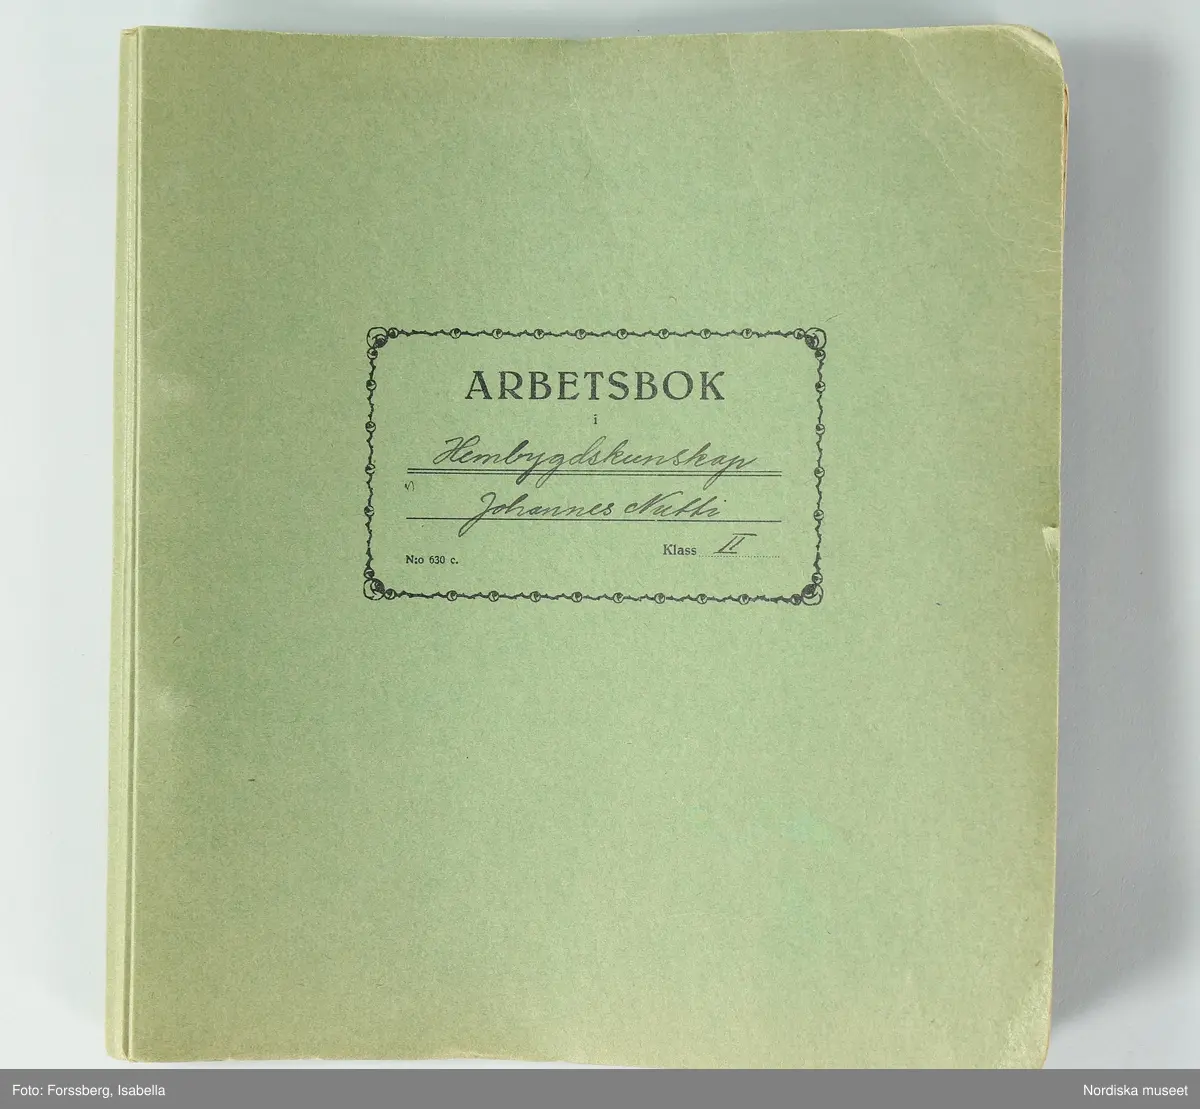 ARBETSBOK
i
Hembygdskunskap
Johannes Nutti
Klass II
N:o 630 c.
Foto: Forssberg, Isabella
Nordiska museet